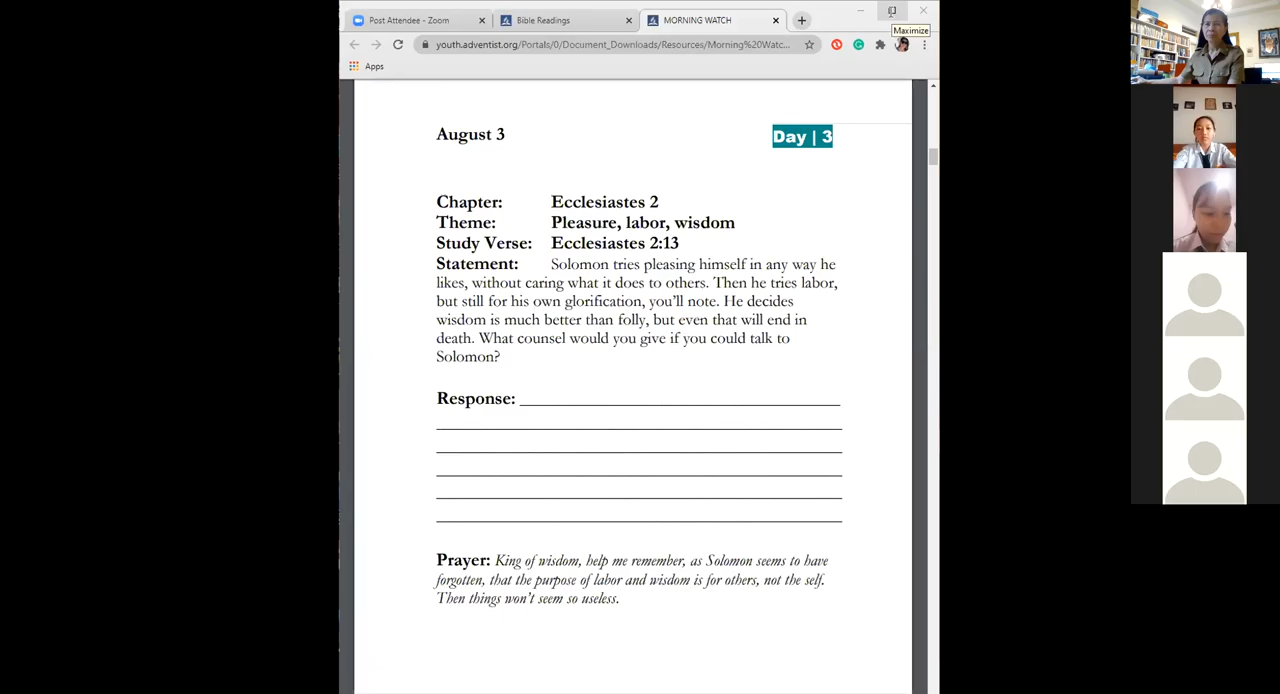 Post Attendee - Zoom
Bible Readings
MORNING WATCH
Maximize
youth.adventist.org/Portals/0/Document_Downloads/Resources/Morning%20Watc...
Apps
August 3
Day | 3
Chapter: Ecclesiastes 2
Theme: Pleasure, labor, wisdom
Study Verse: Ecclesiastes 2:13
Statement: Solomon tries pleasing himself in any way he
likes, without caring what it does to others. Then he tries labor,
but still for his own glorification, you’ll note. He decides
wisdom is much better than folly, but even that will end in
death. What counsel would you give if you could talk to
Solomon?
Response:
Prayer: King of wisdom, help me remember, as Solomon seems to have
forgotten, that the purpose of labor and wisdom is for others, not the self.
Then things won’t seem so useless.